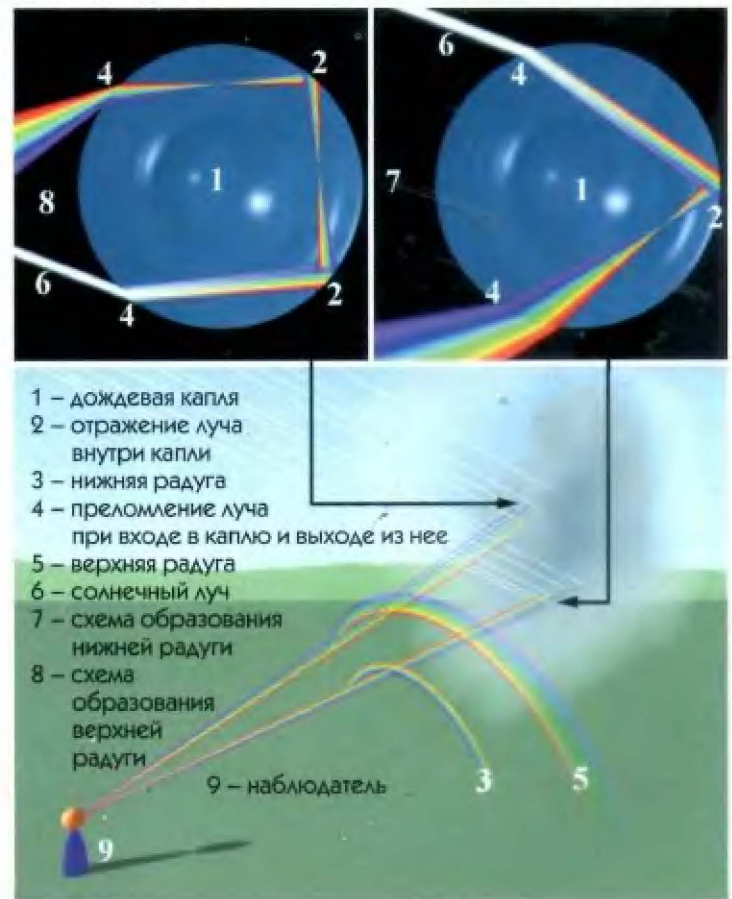 4
2
1
8
6
4
2
6
4
7
1
2
4
1 – дождевая капля
2 – отражение луча
внутри капли
3 – нижняя радуга
4 – преломление луча
при входе в каплю и выходе из нее
5 – верхняя радуга
6 – солнечный луч
7 – схема образования
нижней радуги
8 – схема
образования
верхней
радуги
9 – наблюдатель
3
5
9